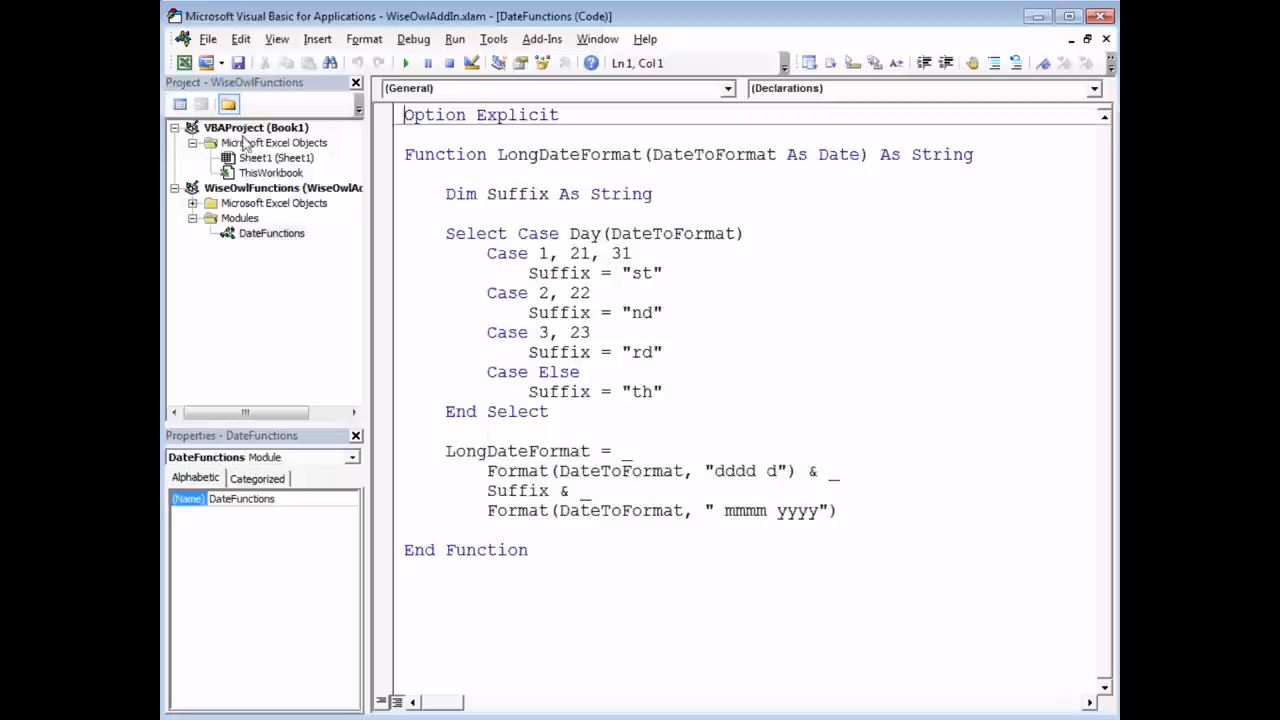 Microsoft Visual Basic for Applications - WiseOwlAddIn.xlam - [DateFunctions (Code)]
File Edit View Insert Format Debug Run Tools Add-Ins Window Help
Ln 1, Col 1
Project - WiseOwlFunctions
(General)
(Declarations)
VBAProject (Book1)
Microsoft Excel Objects
Sheet1 (Sheet1)
ThisWorkbook
WiseOwlFunctions (WiseOwlAc
Microsoft Excel Objects
Modules
DateFunctions
Properties - DateFunctions
DateFunctions Module
Alphabetic Categorized
(Name) DateFunctions
Option Explicit
Function LongDateFormat(DateToFormat As Date) As String
Dim Suffix As String
Select Case Day(DateToFormat)
Case 1, 21, 31
Suffix = "st"
Case 2, 22
Suffix = "nd"
Case 3, 23
Suffix = "rd"
Case Else
Suffix = "th"
End Select
LongDateFormat = _
Format(DateToFormat, "dddd d") & _
Suffix & _
Format(DateToFormat, " mmmm yyyy")
End Function